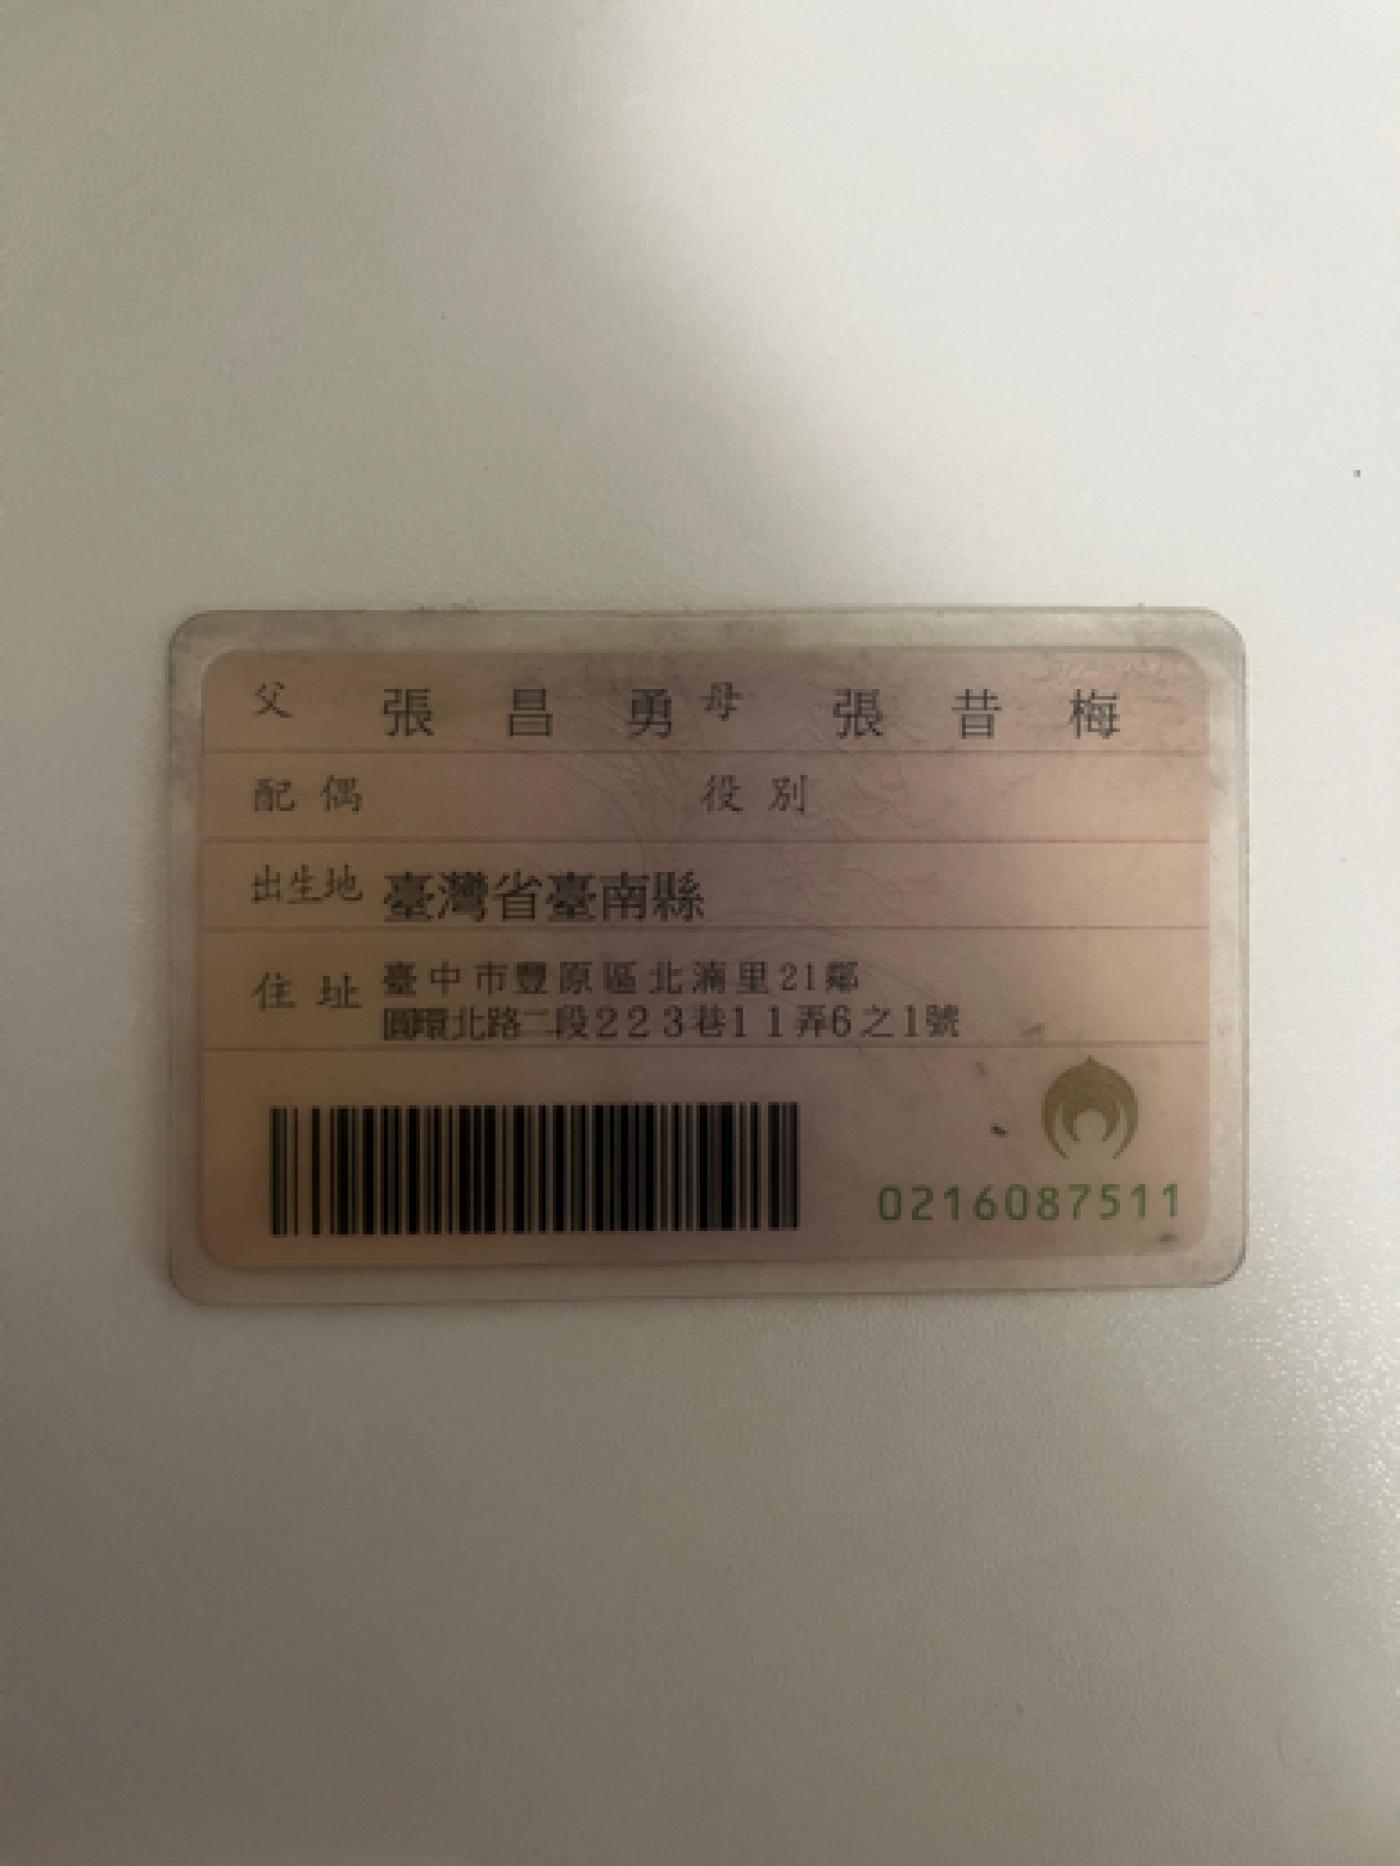 父 張昌勇 母 張昔梅
配偶 役別
出生地 臺灣省臺南縣
住址 臺中市豐原區北湳里21鄰
圓環北路二段223巷11弄6之1號
0216087511